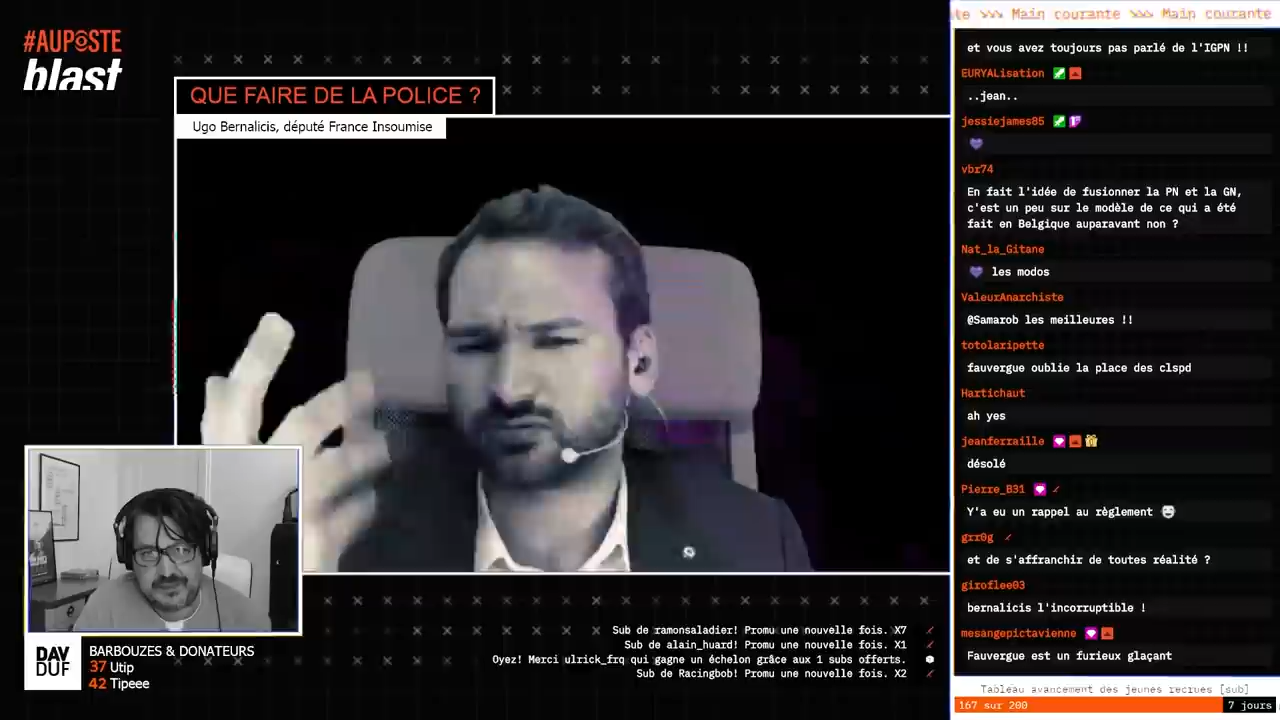 #AUPOSTE
blast
QUE FAIRE DE LA POLICE ?
Ugo Bernalicis, député France Insoumise
Main courante >>> Main courante
et vous avez toujours pas parlé de l'IGPN !!
EURYALisation
..jean..
jessiejames85
vbr74
En fait l'idée de fusionner la PN et la GN,
c'est un peu sur le modèle de ce qui a été
fait en Belgique auparavant non ?
Nat_la_Gitane
les modos
ValeurAnarchiste
@Samarob les meilleures !!
totolaripette
fauvergue oublie la place des clspd
Hartichaut
ah yes
jeanferraille
désolé
Pierre_B31
Y'a eu un rappel au règlement
grr0g
et de s'affranchir de toutes réalité ?
giroflee03
bernalicis l'incorruptible !
mesangepictavienne
Fauvergue est un furieux glaçant
Tableau avancement des jeunes recrues [sub]
167 sur 200
7 jours
Sub de ramonsaladier! Promu une nouvelle fois. X7
Sub de alain_huard! Promu une nouvelle fois. X1
Oyez! Merci ulrick_frq qui gagne un échelon grâce aux 1 subs offerts.
Sub de Racingbob! Promu une nouvelle fois. X2
DAV
DUF
BARBOUZES & DONATEURS
37 Utip
42 Tipeee